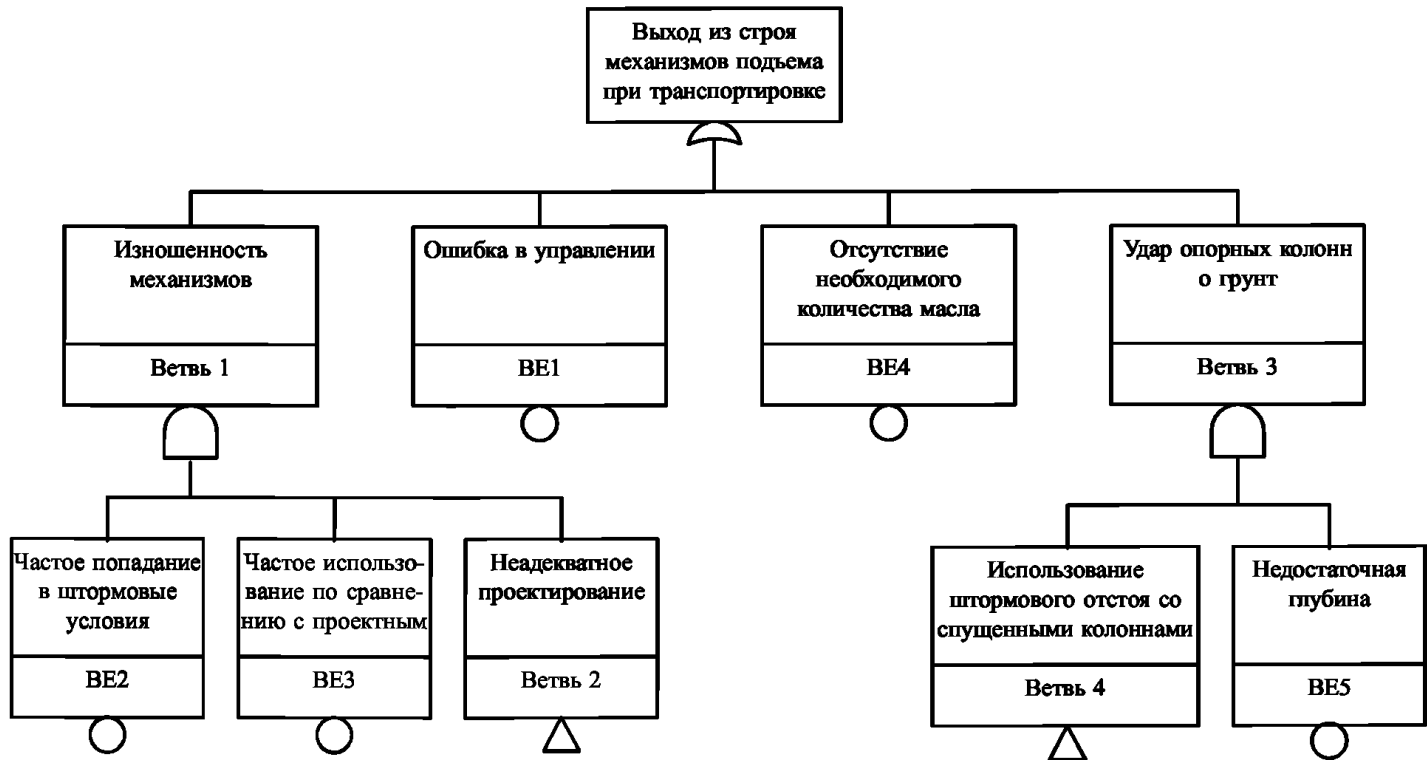 Выход из строя
механизмов подъема
при транспортировке
Изношенность
механизмов
Ветвь 1
Ошибка в управлении
BE1
Отсутствие
необходимого
количества масла
BE4
Удар опорных колонн
о грунт
Ветвь 3
Частое попадание
в штормовые
условия
BE2
Частое использо-
вание по сравне-
нию с проектным
BE3
Неадекватное
проектирование
Ветвь 2
Использование
штормового отстоя со
спущенными колоннами
Ветвь 4
Недостаточная
глубина
BE5